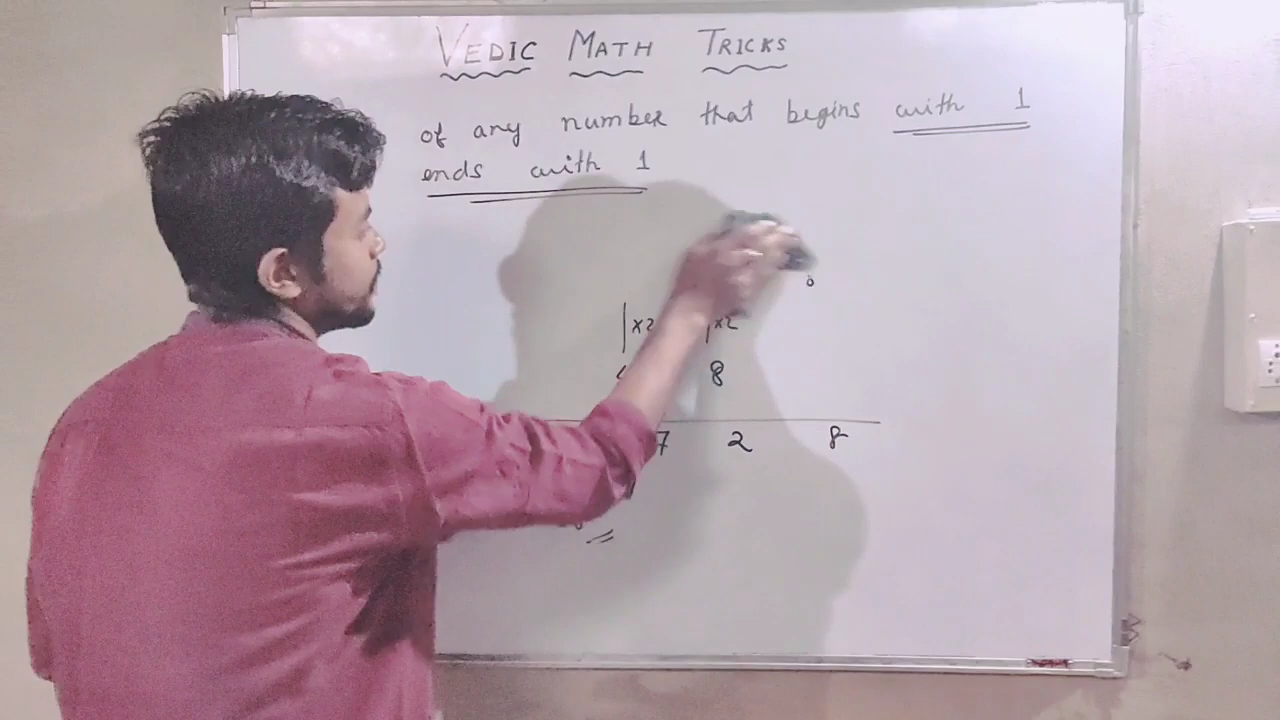 VEDIC MATH TRICKS
of any number that begins with 1
ends with 1
|x2 |x2
8
7 2 8